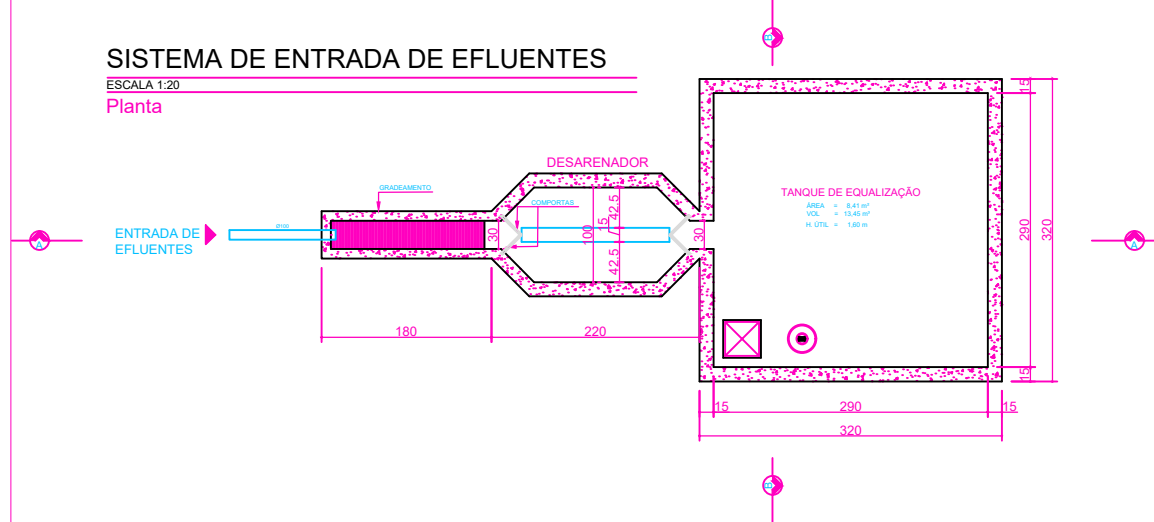 SISTEMA DE ENTRADA DE EFLUENTES
ESCALA 1:20
Planta
DESARENADOR
GRADEAMENTO
COMPORTAS
ENTRADA DE
EFLUENTES
Ø100
30
42.5
15
100
42.5
30
180
220
TANQUE DE EQUALIZAÇÃO
ÁREA = 8,41 m²
VOL = 13,45 m³
H. ÚTIL = 1,60 m
15
290
320
15
15
290
15
320
A
A
B
B